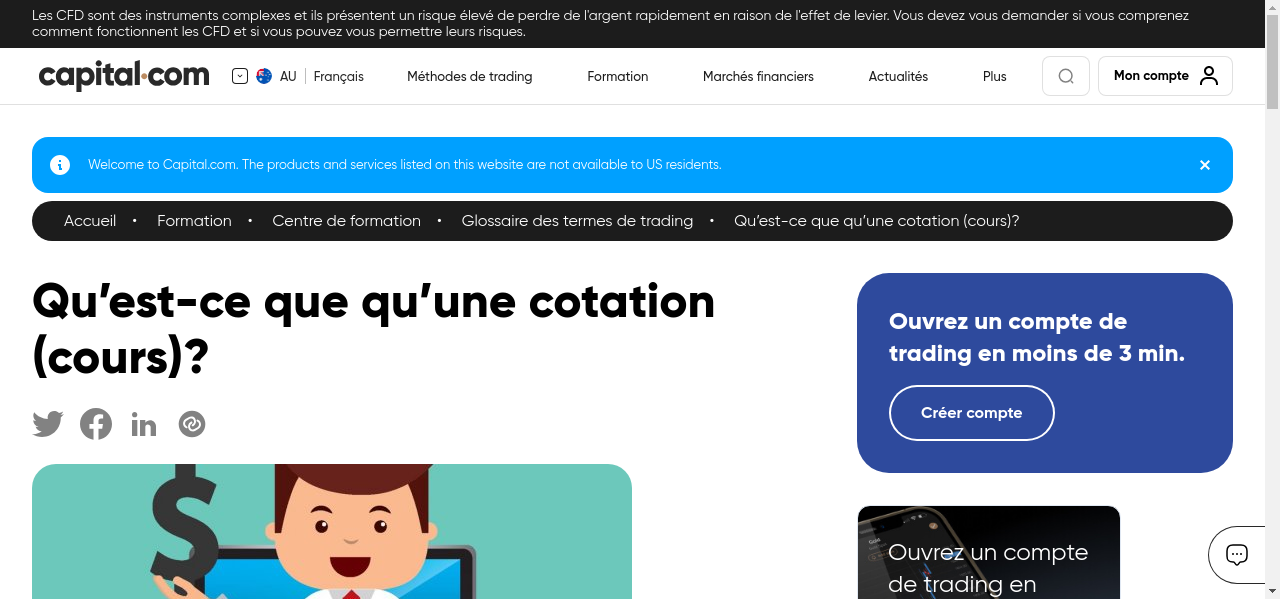 Les CFD sont des instruments complexes et ils présentent un risque élevé de perdre de l'argent rapidement en raison de l'effet de levier. Vous devez vous demander si vous comprenez
comment fonctionnent les CFD et si vous pouvez vous permettre leurs risques.
capital.com AU Français Méthodes de trading Formation Marchés financiers Actualités Plus Mon compte
Welcome to Capital.com. The products and services listed on this website are not available to US residents.
Accueil • Formation • Centre de formation • Glossaire des termes de trading • Qu’est-ce que qu’une cotation (cours)?
Qu’est-ce que qu’une cotation
(cours)?
Ouvrez un compte de
trading en moins de 3 min.
Créer compte
$
Ouvrez un compte
de trading en